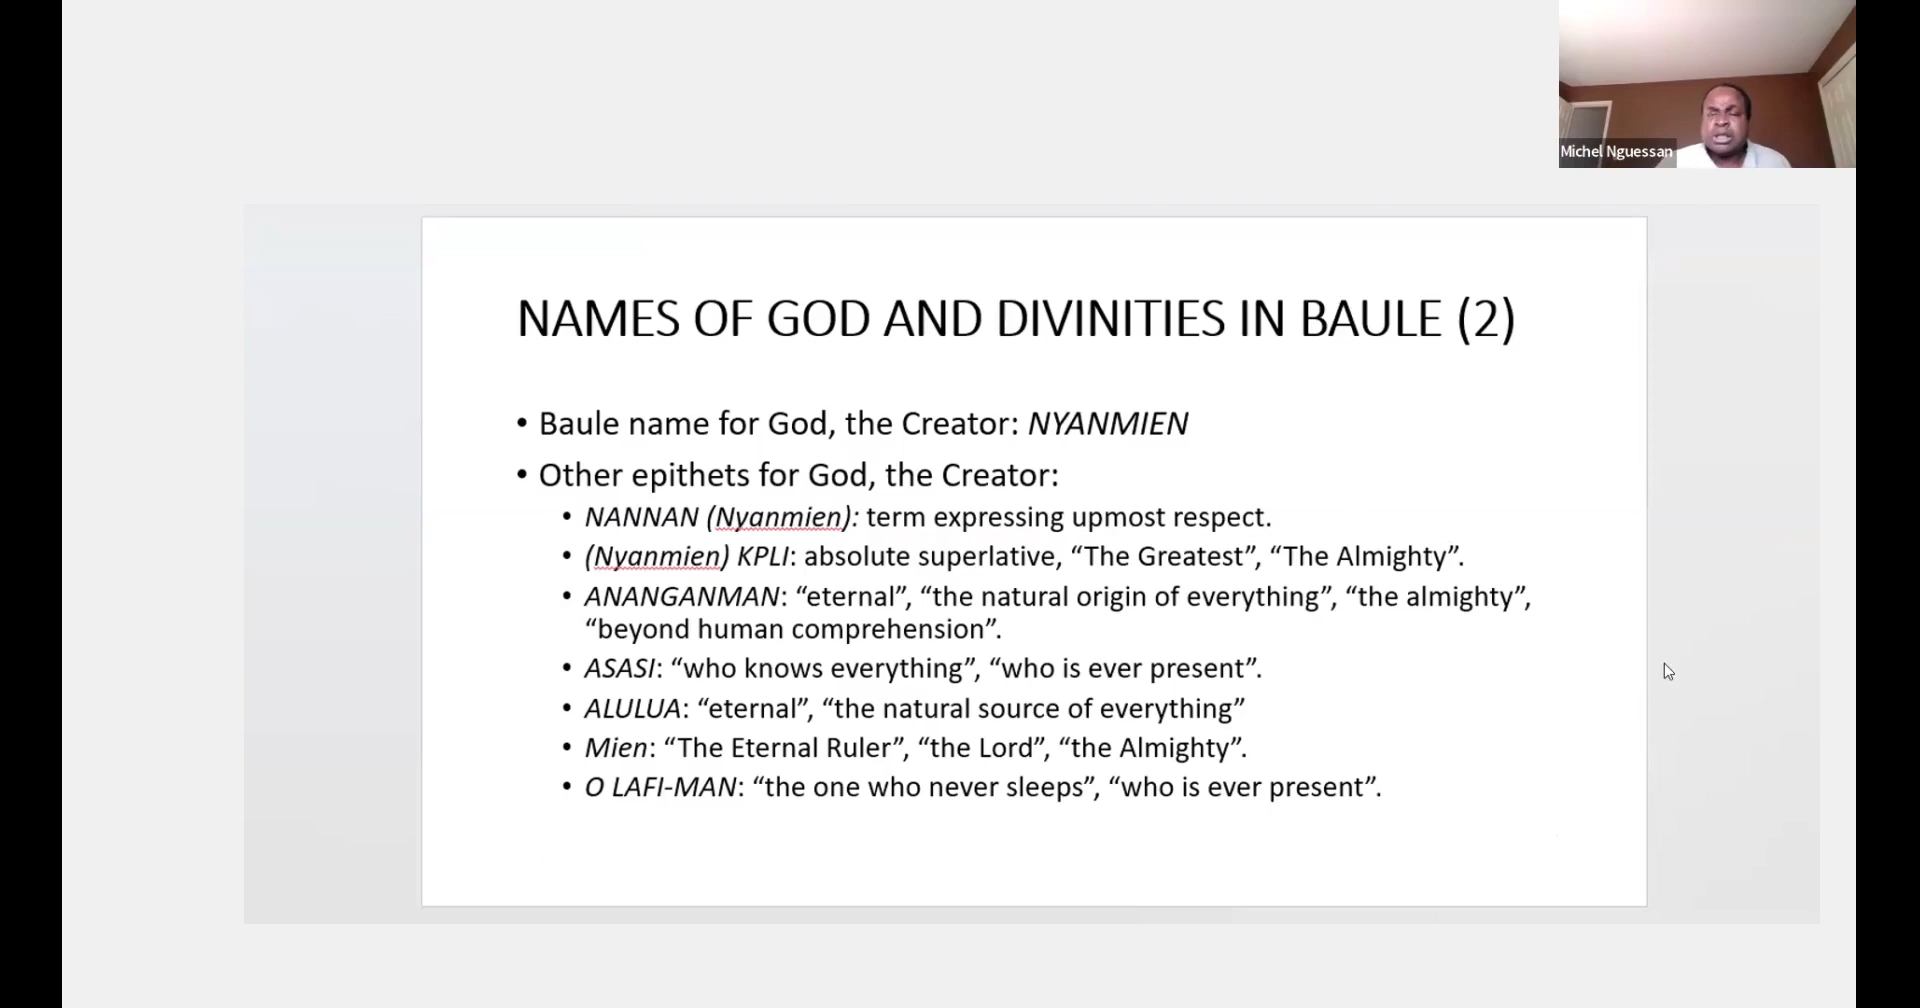 Michel Nguessan
NAMES OF GOD AND DIVINITIES IN BAULE (2)
• Baule name for God, the Creator: NYANMIEN
• Other epithets for God, the Creator:
• NANNAN (Nyanmien): term expressing upmost respect.
• (Nyanmien) KPLI: absolute superlative, “The Greatest”, “The Almighty”.
• ANANGANMAN: “eternal”, “the natural origin of everything”, “the almighty”,
“beyond human comprehension”.
• ASASI: “who knows everything”, “who is ever present”.
• ALULUA: “eternal”, “the natural source of everything”
• Mien: “The Eternal Ruler”, “the Lord”, “the Almighty”.
• O LAFI-MAN: “the one who never sleeps”, “who is ever present”.